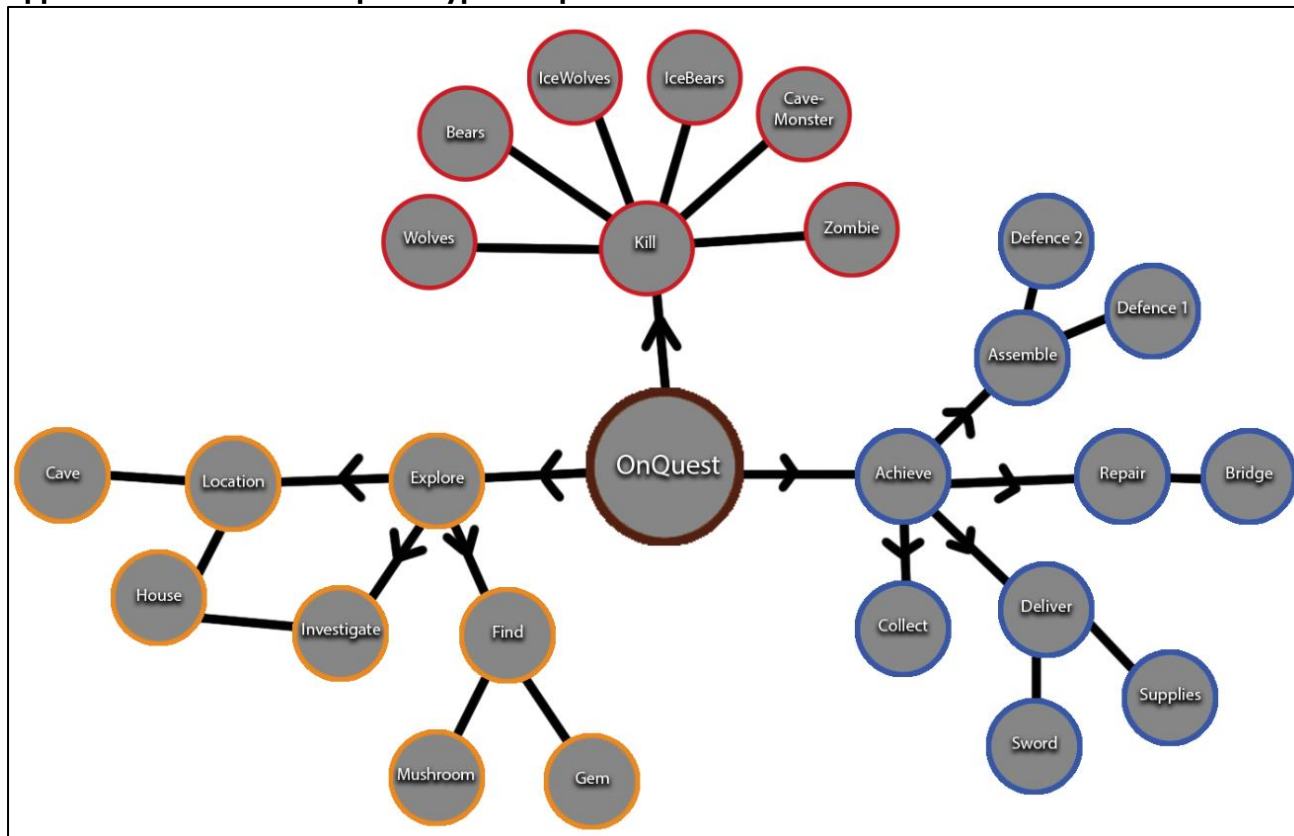 IceWolves
IceBears
Cave-
Monster
Bears
Wolves
Kill
Zombie
Defence 2
Defence 1
Assemble
OnQuest
Cave
Location
Explore
Achieve
Repair
Bridge
House
Investigate
Find
Collect
Deliver
Supplies
Sword
Mushroom
Gem